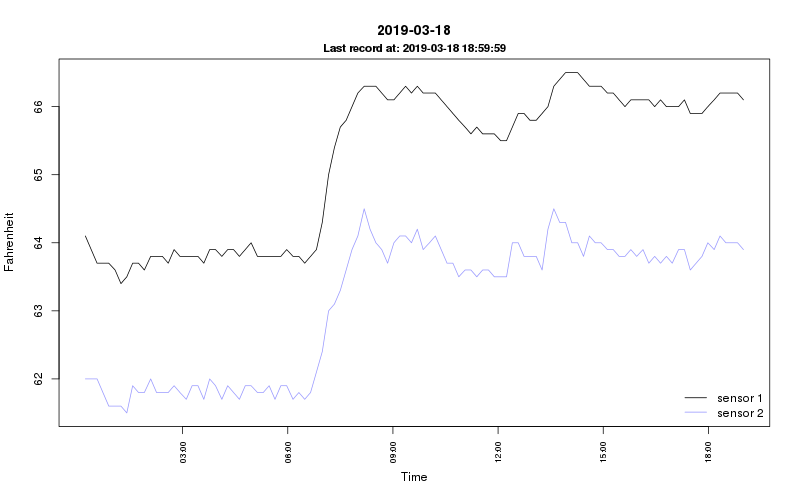 2019-03-18
Last record at: 2019-03-18 18:59:59
Fahrenheit
66
65
64
63
62
sensor 1
sensor 2
03:00
06:00
09:00
12:00
15:00
18:00
Time